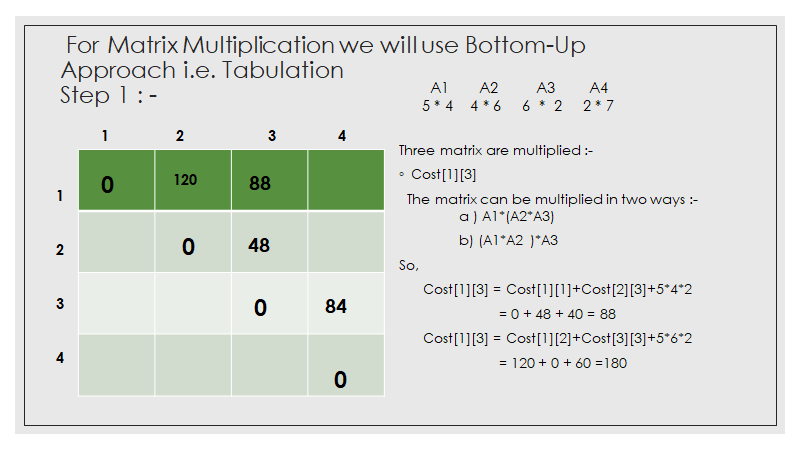 For Matrix Multiplication we will use Bottom-Up
Approach i.e. Tabulation
Step 1 : -
A1 A2 A3 A4
5 * 4 4 * 6 6 * 2 2 * 7
1 2 3 4
1 0 120 88
2 0 48
3 0 84
4 0
Three matrix are multiplied :-
◦ Cost[1][3]
The matrix can be multiplied in two ways :-
a ) A1*(A2*A3)
b) (A1*A2 )*A3
So,
Cost[1][3] = Cost[1][1]+Cost[2][3]+5*4*2
= 0 + 48 + 40 = 88
Cost[1][3] = Cost[1][2]+Cost[3][3]+5*6*2
= 120 + 0 + 60 =180